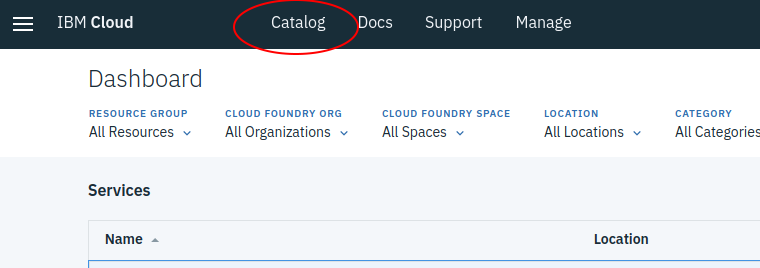 IBM Cloud Catalog Docs Support Manage
Dashboard
RESOURCE GROUP CLOUD FOUNDRY ORG CLOUD FOUNDRY SPACE LOCATION CATEGORY
All Resources All Organizations All Spaces All Locations All Categories
Services
Name Location